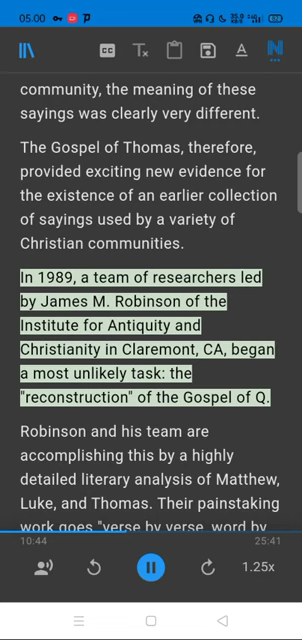 05.00
community, the meaning of these
sayings was clearly very different.
The Gospel of Thomas, therefore,
provided exciting new evidence for
the existence of an earlier collection
of sayings used by a variety of
Christian communities.
In 1989, a team of researchers led
by James M. Robinson of the
Institute for Antiquity and
Christianity in Claremont, CA, began
a most unlikely task: the
"reconstruction" of the Gospel of Q.
Robinson and his team are
accomplishing this by a highly
detailed literary analysis of Matthew,
Luke, and Thomas. Their painstaking
work goes "verse by verse, word by
10:44 25:41
1.25x